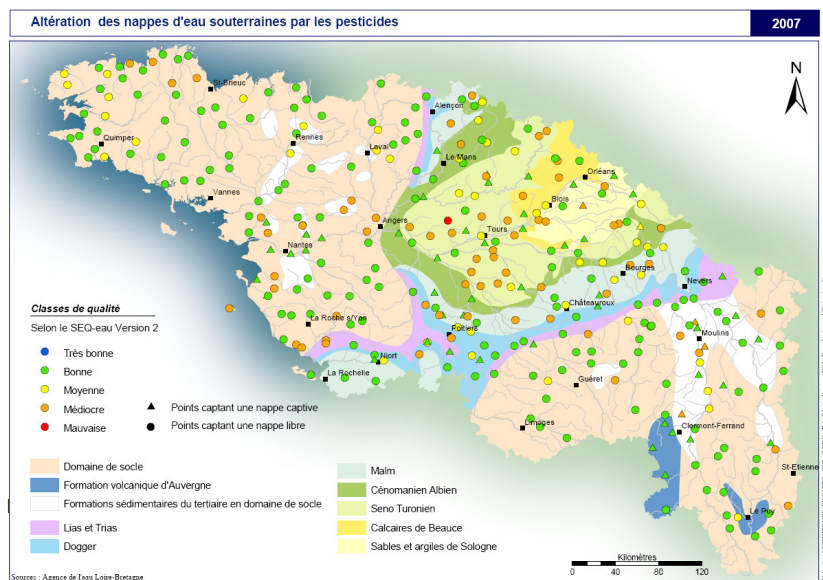 Altération des nappes d'eau souterraines par les pesticides
2007
N
St-Brieuc
Alençon
Quimper
Rennes
Laval
Le Mans
Orléans
Vannes
Blois
Angers
Tours
Nantes
Bourges
Nevers
Châteauroux
La Roche s/Yon
Poitiers
Moulins
Niort
La Rochelle
Guéret
Limoges
Clermont-Ferrand
St-Etienne
Le Puy
Classes de qualité
Selon le SEQ-eau Version 2
Très bonne
Bonne
Moyenne
Médiocre
Mauvaise
Points captant une nappe captive
Points captant une nappe libre
Domaine de socle
Formation volcanique d'Auvergne
Formations sédimentaires du tertiaire en domaine de socle
Lias et Trias
Dogger
Malm
Cénomanien Albien
Seno Turonien
Calcaires de Beauce
Sables et argiles de Sologne
Kilomètres
0 40 80 120
Sources : Agence de l'eau Loire-Bretagne